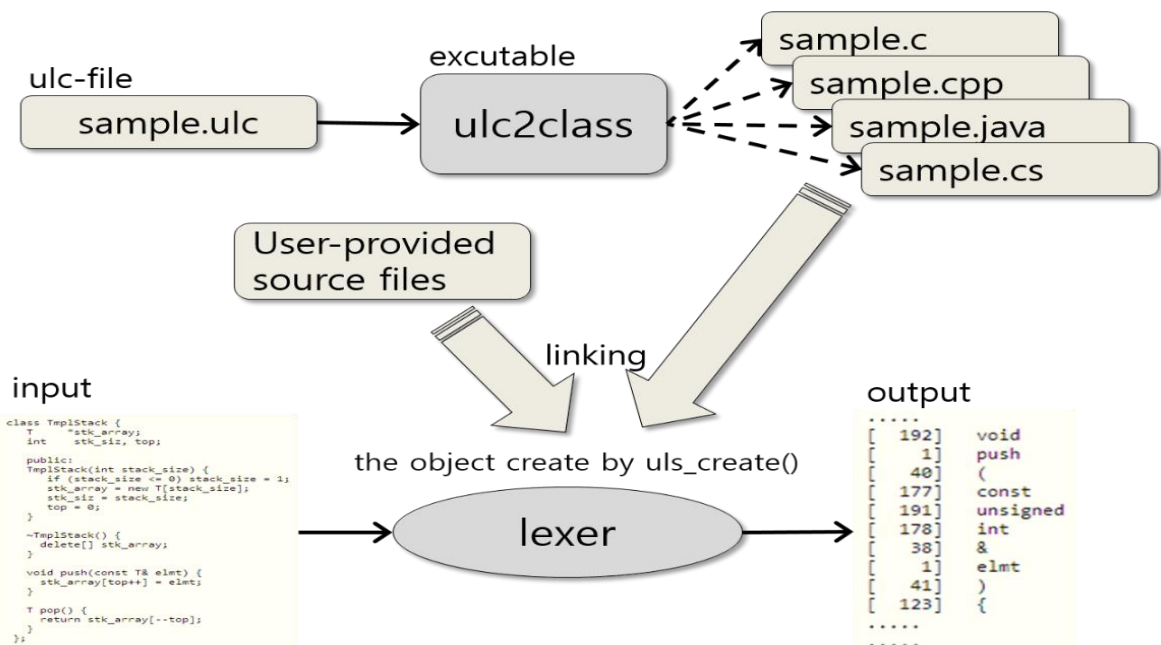 ulc-file
sample.ulc
excutable
ulc2class
sample.c
sample.cpp
sample.java
sample.cs
User-provided
source files
linking
input
class TmplStack {
T *stk_array;
int stk_siz, top;
public:
TmplStack(int stack_size) {
if (stack_size <= 0) stack_size = 1;
stk_array = new T[stack_size];
stk_siz = stack_size;
top = 0;
}
~TmplStack() {
delete[] stk_array;
}
void push(const T& elmt) {
stk_array[top++] = elmt;
}
T pop() {
return stk_array[--top];
}
};
the object create by uls_create()
lexer
output
.....
[ 192] void
[ 1] push
[ 40] (
[ 177] const
[ 191] unsigned
[ 178] int
[ 38] &
[ 1] elmt
[ 41] )
[ 123] {
.....
.....